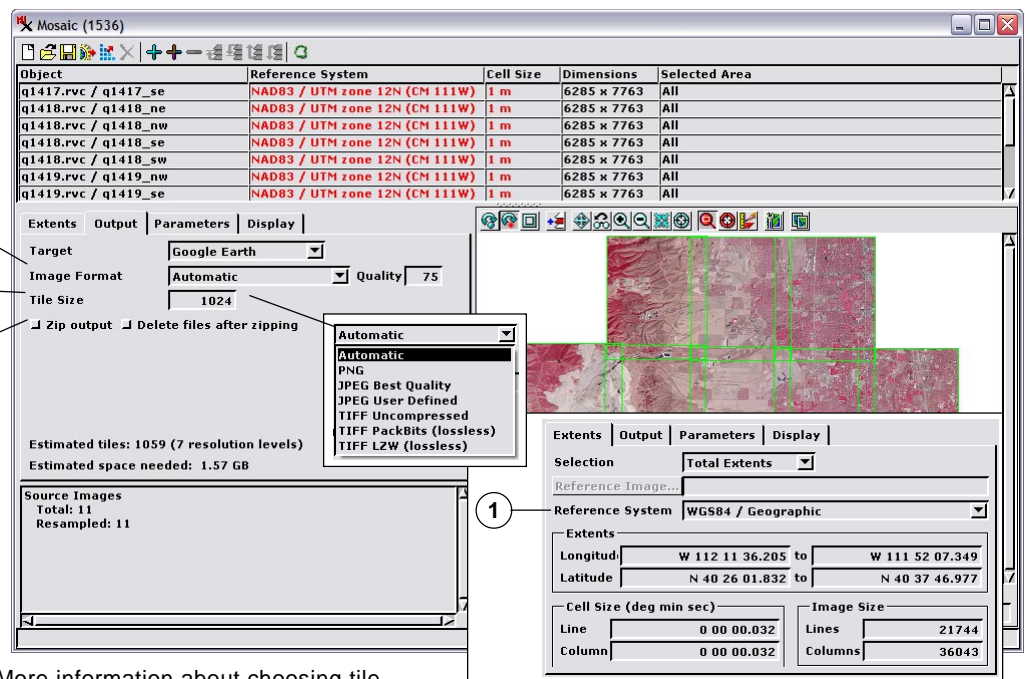 Mosaic (1536)
Object Reference System Cell Size Dimensions Selected Area
q1417.rvc / q1417_se NAD83 / UTM zone 12N (CM 111W) 1 m 6285 x 7763 All
q1418.rvc / q1418_ne NAD83 / UTM zone 12N (CM 111W) 1 m 6285 x 7763 All
q1418.rvc / q1418_nw NAD83 / UTM zone 12N (CM 111W) 1 m 6285 x 7763 All
q1418.rvc / q1418_se NAD83 / UTM zone 12N (CM 111W) 1 m 6285 x 7763 All
q1418.rvc / q1418_sw NAD83 / UTM zone 12N (CM 111W) 1 m 6285 x 7763 All
q1419.rvc / q1419_nw NAD83 / UTM zone 12N (CM 111W) 1 m 6285 x 7763 All
q1419.rvc / q1419_se NAD83 / UTM zone 12N (CM 111W) 1 m 6285 x 7763 All
Extents Output Parameters Display
Target Google Earth
Image Format Automatic Quality 75
Tile Size 1024
Zip output Delete files after zipping
Automatic
Automatic
PNG
JPEG Best Quality
JPEG User Defined
TIFF Uncompressed
TIFF PackBits (lossless)
TIFF LZW (lossless)
Estimated tiles: 1059 (7 resolution levels)
Estimated space needed: 1.57 GB
Source Images
Total: 11
Resampled: 11
Extents Output Parameters Display
Selection Total Extents
Reference Image...
1
Reference System WGS84 / Geographic
Extents
Longitud W 112 11 36.205 to W 111 52 07.349
Latitude N 40 26 01.832 to N 40 37 46.977
Cell Size (deg min sec) Image Size
Line 0 00 00.032 Lines 21744
Column 0 00 00.032 Columns 36043
More information about choosing tile